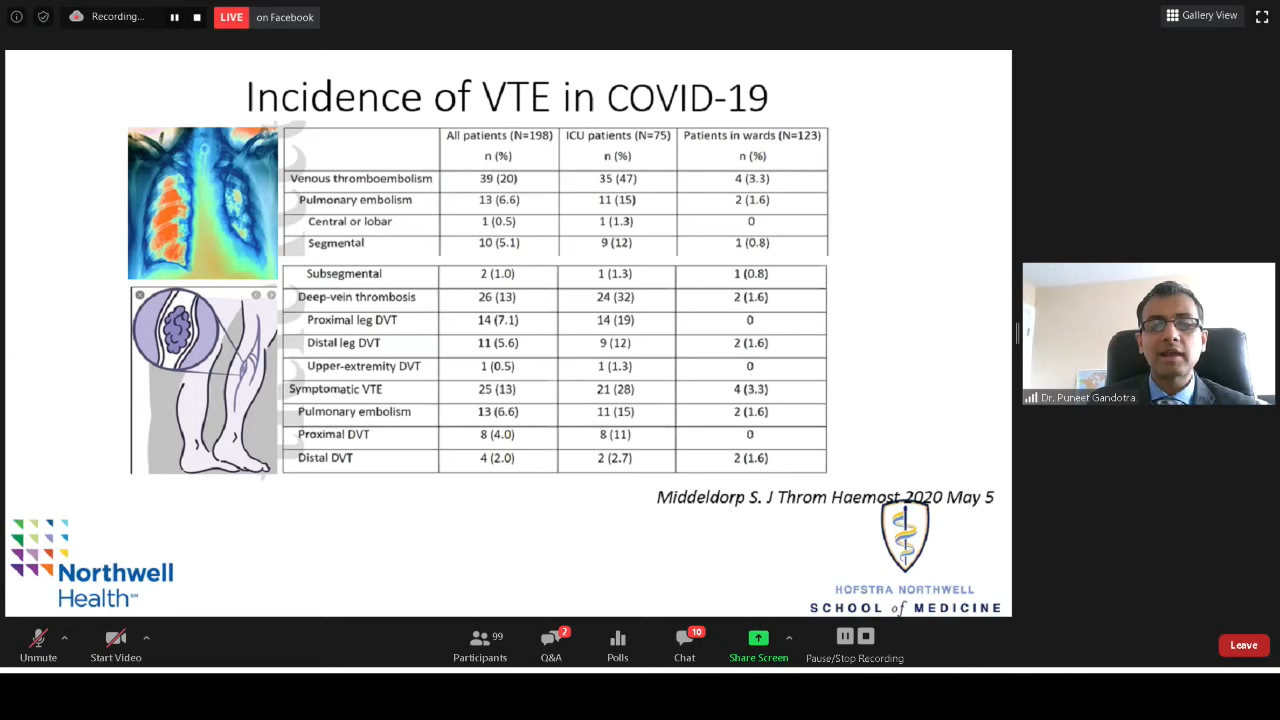 Recording...
LIVE on Facebook
Gallery View
Incidence of VTE in COVID-19
All patients (N=198) ICU patients (N=75) Patients in wards (N=123)
n (%) n (%) n (%)
Venous thromboembolism 39 (20) 35 (47) 4 (3.3)
Pulmonary embolism 13 (6.6) 11 (15) 2 (1.6)
Central or lobar 1 (0.5) 1 (1.3) 0
Segmental 10 (5.1) 9 (12) 1 (0.8)
Subsegmental 2 (1.0) 1 (1.3) 1 (0.8)
Deep-vein thrombosis 26 (13) 24 (32) 2 (1.6)
Proximal leg DVT 14 (7.1) 14 (19) 0
Distal leg DVT 11 (5.6) 9 (12) 2 (1.6)
Upper-extremity DVT 1 (0.5) 1 (1.3) 0
Symptomatic VTE 25 (13) 21 (28) 4 (3.3)
Pulmonary embolism 13 (6.6) 11 (15) 2 (1.6)
Proximal DVT 8 (4.0) 8 (11) 0
Distal DVT 4 (2.0) 2 (2.7) 2 (1.6)
Middeldorp S. J Throm Haemost 2020 May 5
Northwell
Health
HOFSTRA NORTHWELL
SCHOOL of MEDICINE
Dr. Puneet Gandotra
99
2
10
Unmute
Start Video
Participants
Q&A
Polls
Chat
Share Screen
Pause/Stop Recording
Leave